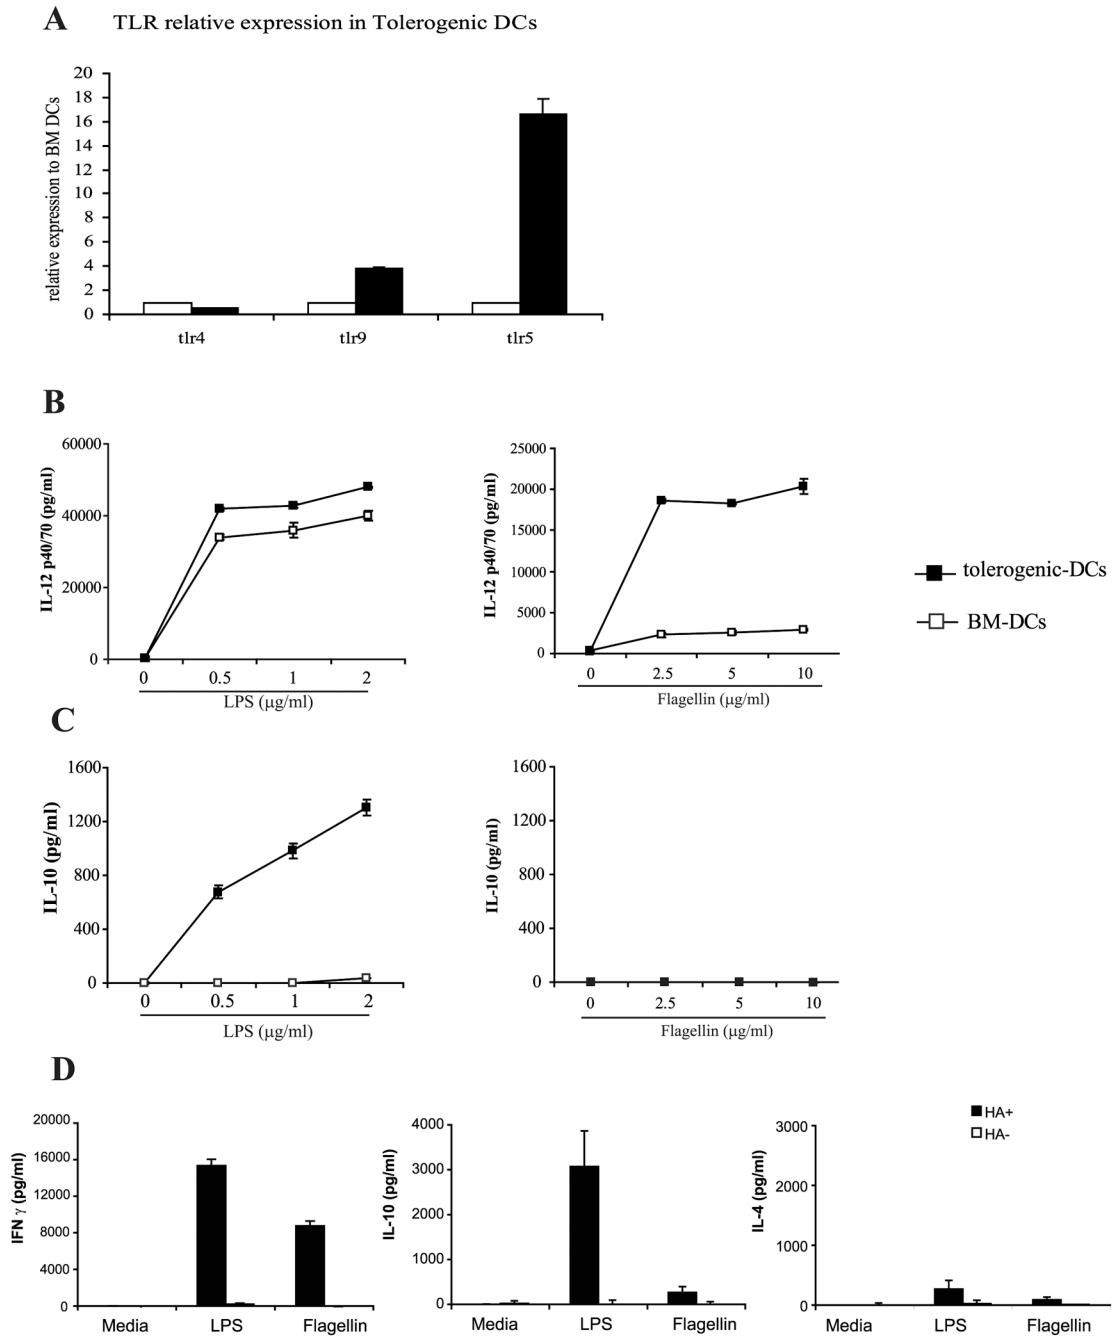 A TLR relative expression in Tolerogenic DCs
relative expression to BM DCs
20
18
16
14
12
10
8
6
4
2
0
tlr4 tlr9 tlr5
B
IL-12 p40/70 (pg/ml)
60000
40000
20000
0
0 0.5 1 2
LPS (µg/ml)
IL-12 p40/70 (pg/ml)
25000
20000
15000
10000
5000
0
0 2.5 5 10
Flagellin (µg/ml)
tolerogenic-DCs
BM-DCs
C
IL-10 (pg/ml)
1600
1200
800
400
0
0 0.5 1 2
LPS (µg/ml)
IL-10 (pg/ml)
1600
1200
800
400
0
0 2.5 5 10
Flagellin (µg/ml)
D
IFN γ (pg/ml)
20000
16000
12000
8000
4000
0
Media LPS Flagellin
IL-10 (pg/ml)
4000
3000
2000
1000
0
Media LPS Flagellin
IL-4 (pg/ml)
3000
2000
1000
0
Media LPS Flagellin
HA+
HA-